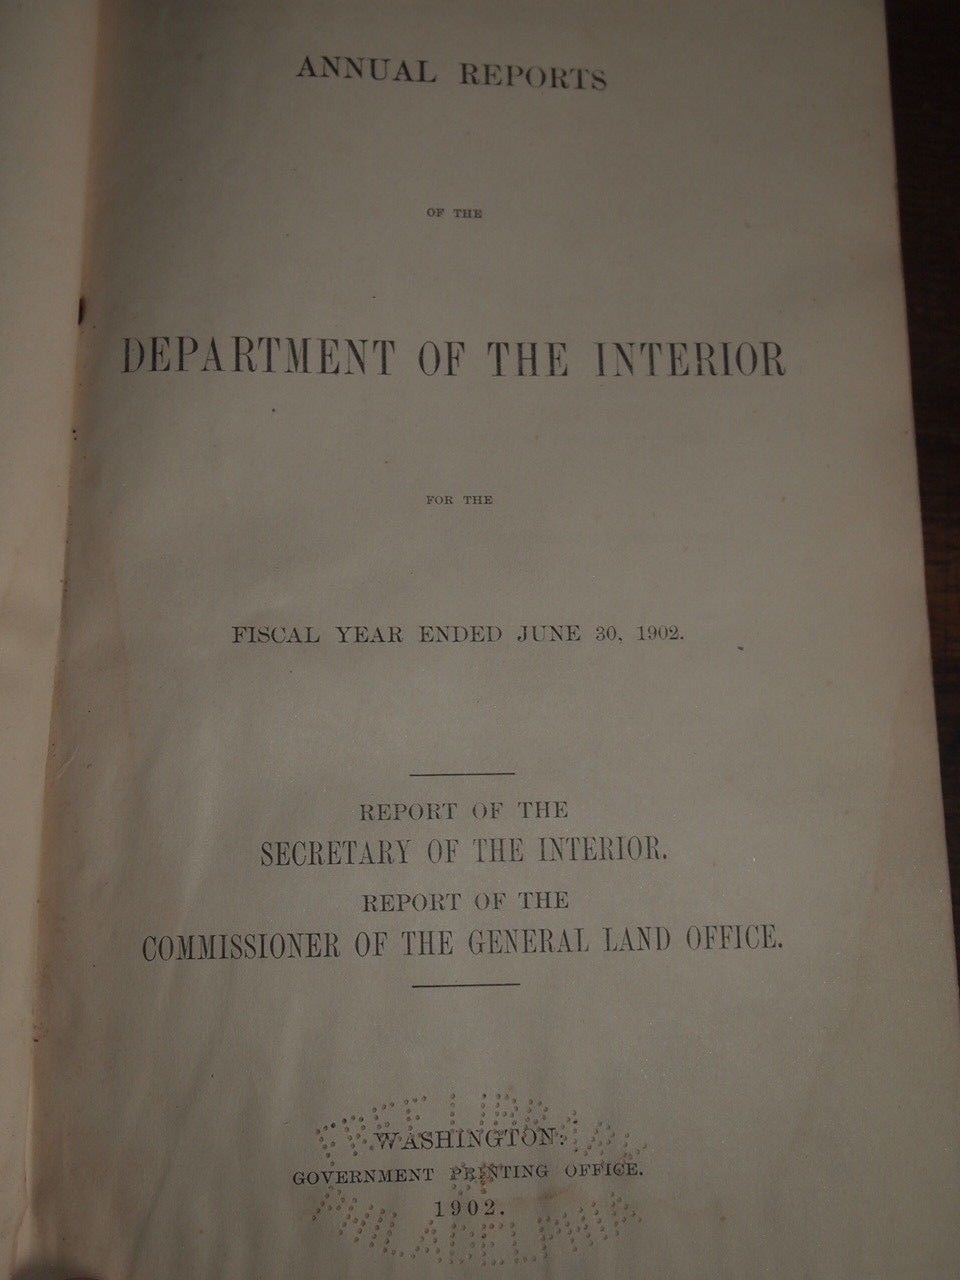 ANNUAL REPORTS
OF THE
DEPARTMENT OF THE INTERIOR
FOR THE
FISCAL YEAR ENDED JUNE 30, 1902.
REPORT OF THE
SECRETARY OF THE INTERIOR.
REPORT OF THE
COMMISSIONER OF THE GENERAL LAND OFFICE.
WASHINGTON:
GOVERNMENT PRINTING OFFICE.
1902.
PHILADELPHIA